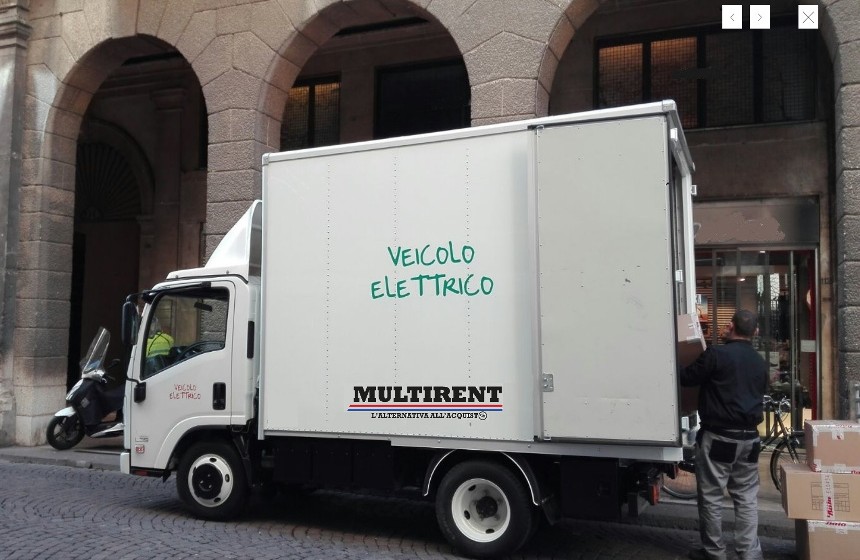 VEICOLO
ELETTRICO
VEICOLO
ELETTRICO
MULTIRENT
L'ALTERNATIVA ALL'ACQUISTO